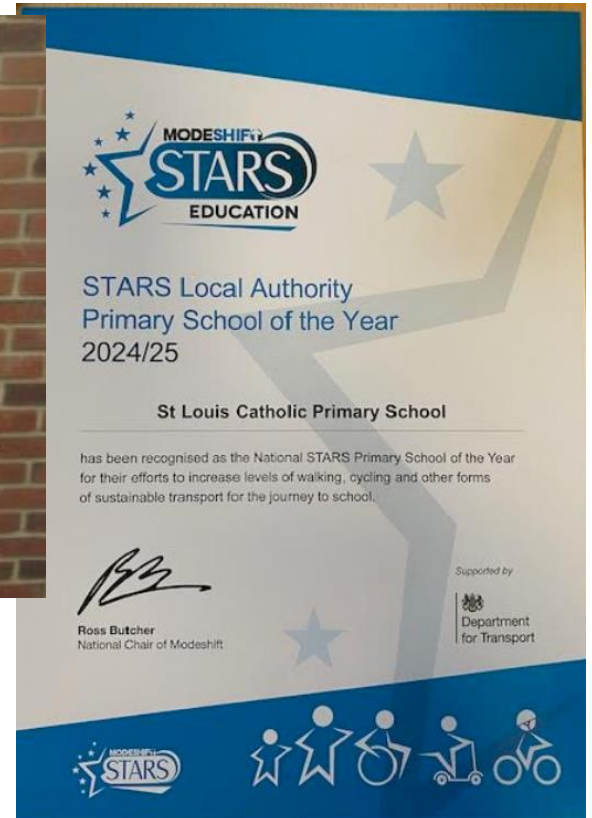 MODESHIFT
STARS
EDUCATION
STARS Local Authority
Primary School of the Year
2024/25
St Louis Catholic Primary School
has been recognised as the National STARS Primary School of the Year
for their efforts to increase levels of walking, cycling and other forms
of sustainable transport for the journey to school.
Supported by
Department
for Transport
Ross Butcher
National Chair of Modeshift
MODESHIFT
STARS